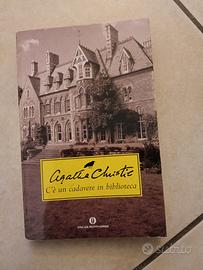 Agatha Christie
C'è un cadavere in biblioteca
OSCAR MONDADORI
subito